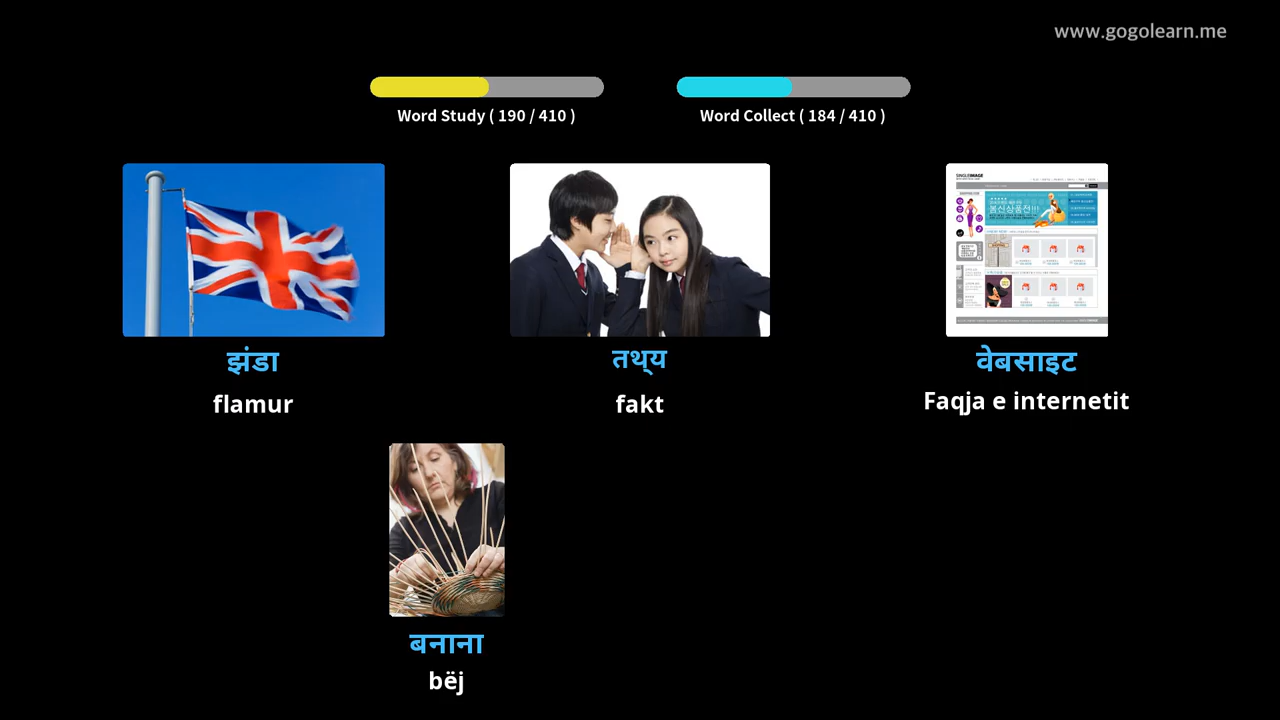 www.gogolearn.me
Word Study ( 190 / 410 )
Word Collect ( 184 / 410 )
झंडा
तथ्य
वेबसाइट
flamur
fakt
Faqja e internetit
बनाना
bëj